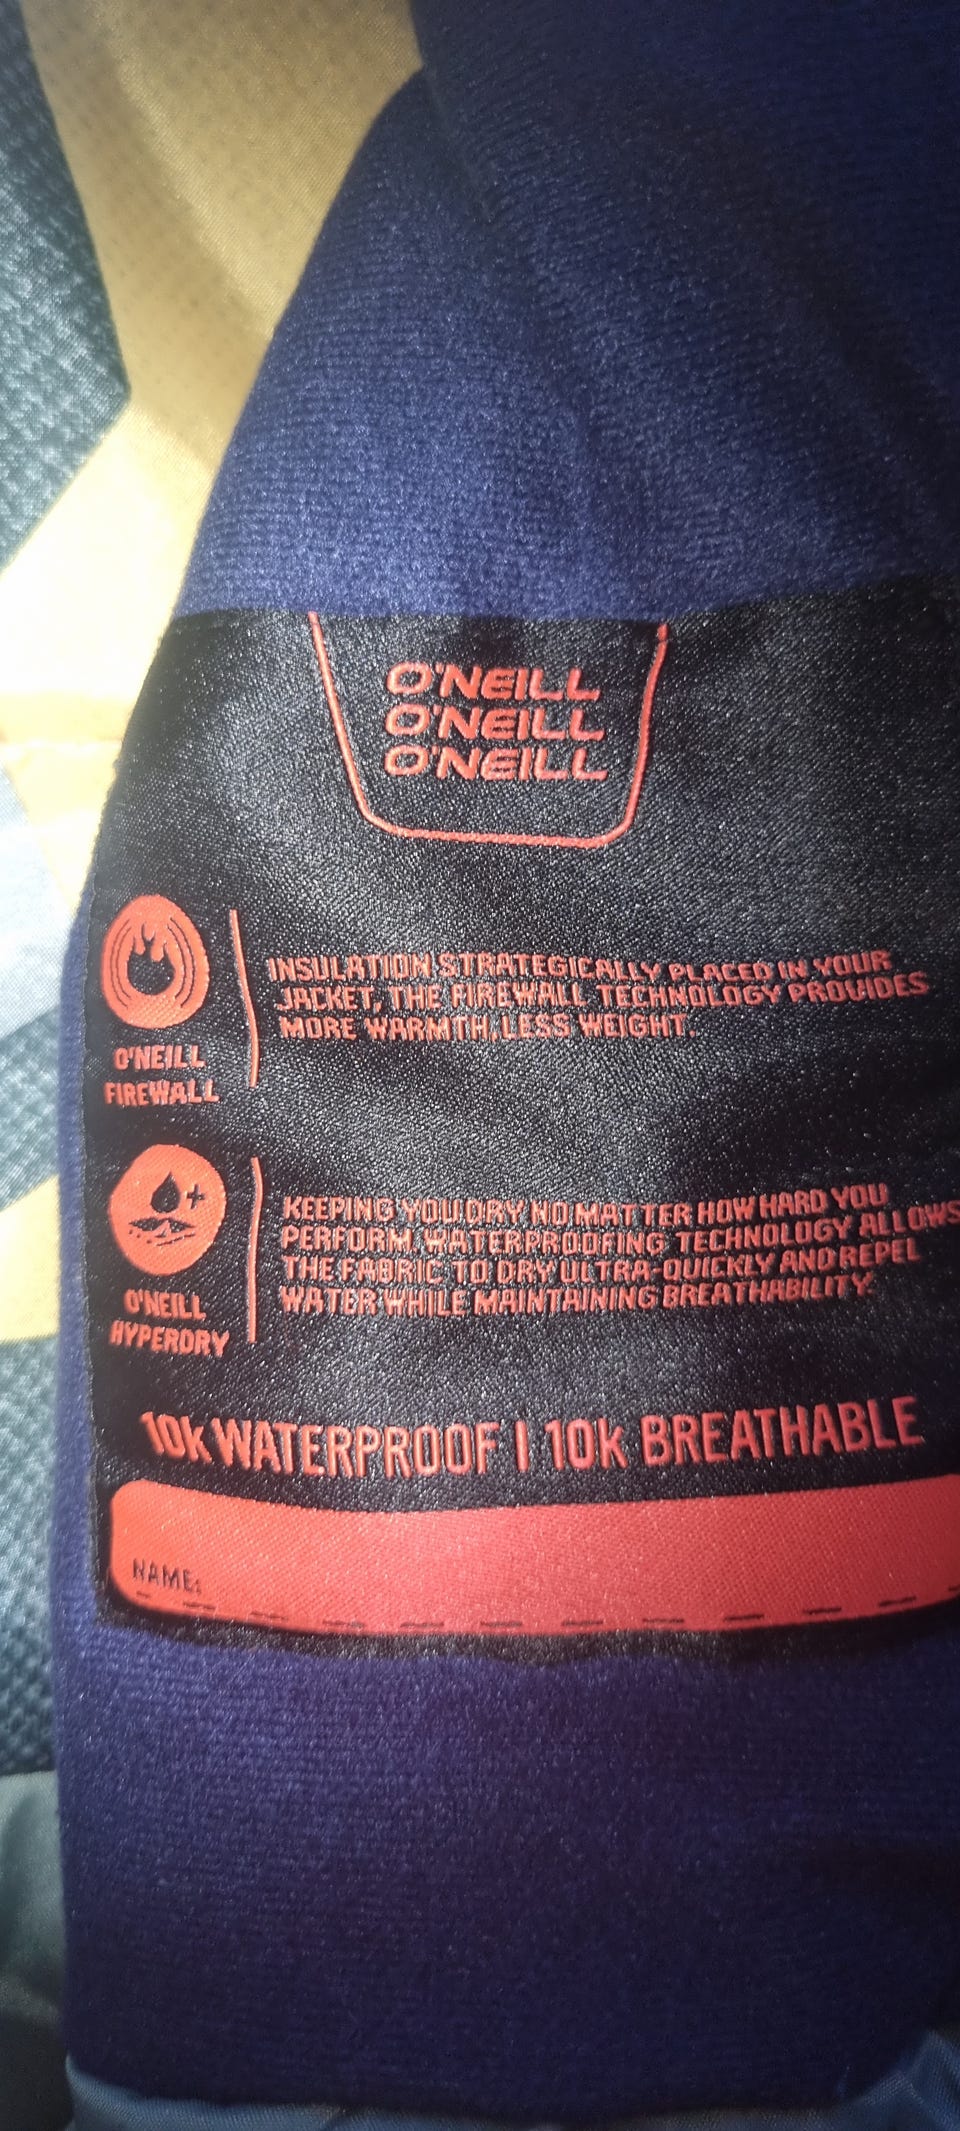 O'NEILL
O'NEILL
O'NEILL
INSULATION STRATEGICALLY PLACED IN YOUR
JACKET. THE FIREWALL TECHNOLOGY PROVIDES
MORE WARMTH, LESS WEIGHT.
O'NEILL
FIREWALL
KEEPING YOU DRY NO MATTER HOW HARD YOU
PERFORM. WATERPROOFING TECHNOLOGY ALLOWS
THE FABRIC TO DRY ULTRA-QUICKLY AND REPEL
WATER WHILE MAINTAINING BREATHABILITY.
O'NEILL
HYPERDRY
10k WATERPROOF | 10k BREATHABLE
NAME: